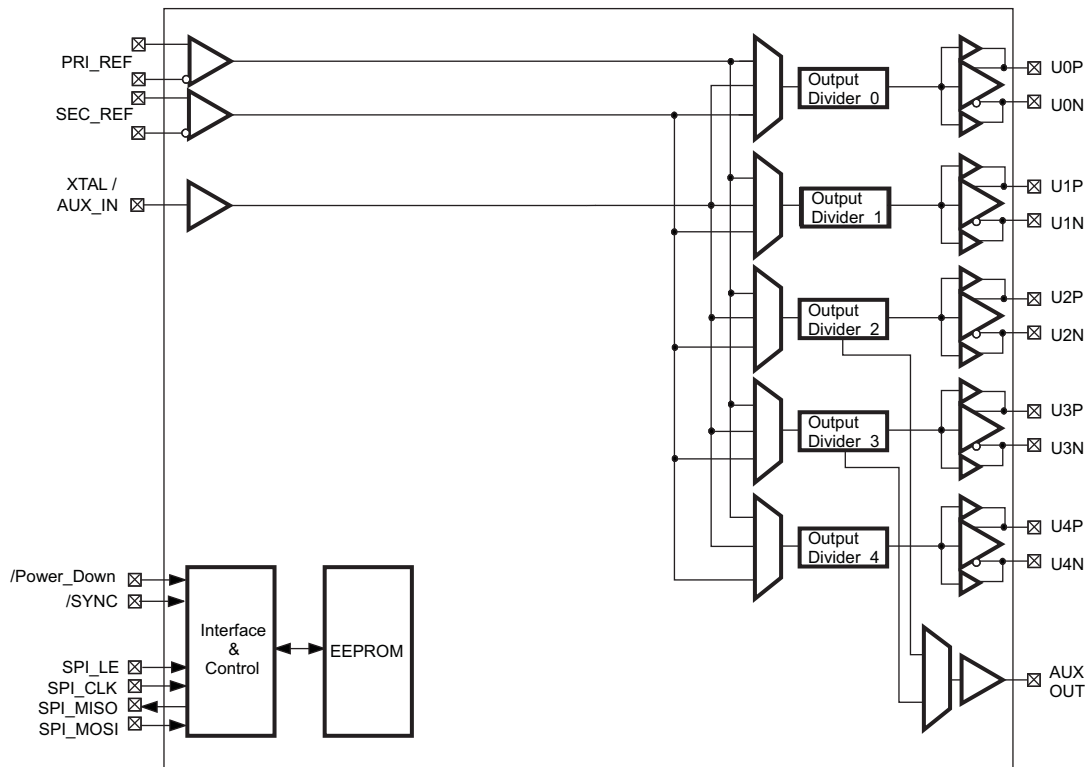 PRI_REF
SEC_REF
XTAL /
AUX_IN
Output
Divider_0
U0P
U0N
Output
Divider_1
U1P
U1N
Output
Divider_2
U2P
U2N
Output
Divider_3
U3P
U3N
Output
Divider_4
U4P
U4N
/Power_Down
/SYNC
SPI_LE
SPI_CLK
SPI_MISO
SPI_MOSI
Interface
&
Control
EEPROM
AUX
OUT